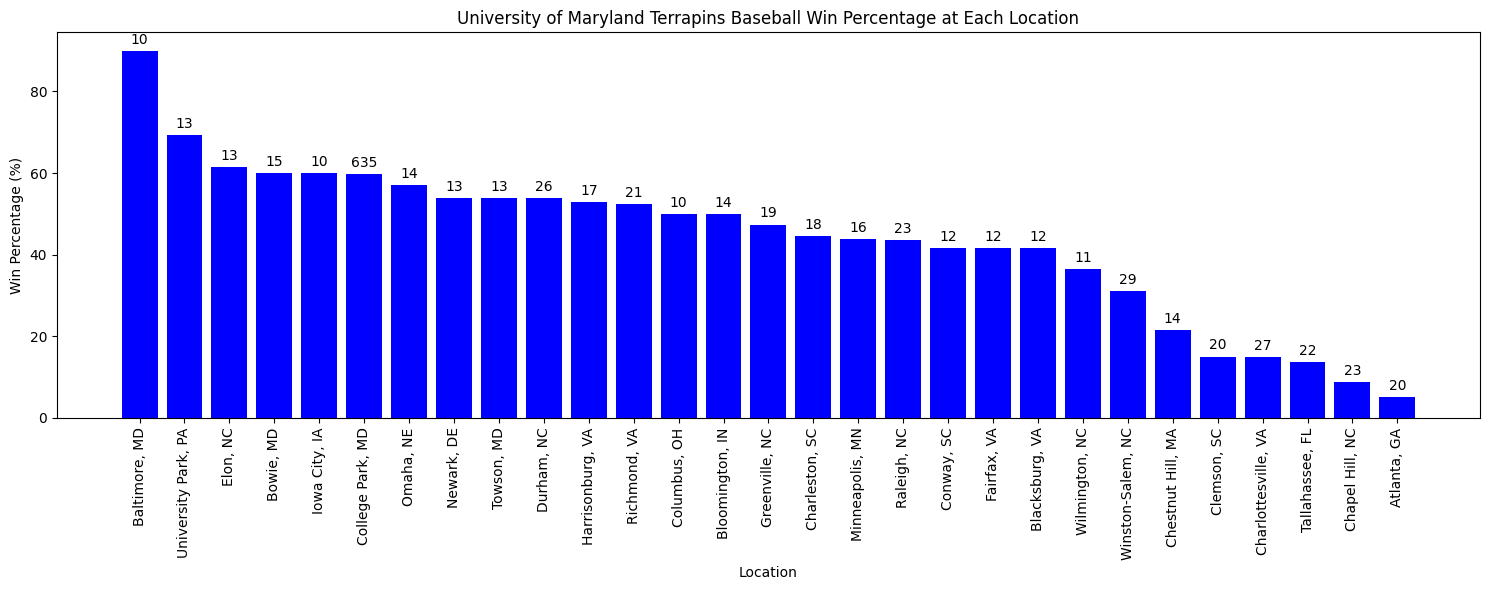 University of Maryland Terrapins Baseball Win Percentage at Each Location
Win Percentage (%)
80
60
40
20
0
10
13
13
15
10
635
14
13
13
26
17
21
10
14
19
18
16
23
12
12
12
11
29
14
20
27
22
23
20
Baltimore, MD
University Park, PA
Elon, NC
Bowie, MD
Iowa City, IA
College Park, MD
Omaha, NE
Newark, DE
Towson, MD
Durham, NC
Harrisonburg, VA
Richmond, VA
Columbus, OH
Bloomington, IN
Greenville, NC
Charleston, SC
Minneapolis, MN
Raleigh, NC
Conway, SC
Fairfax, VA
Blacksburg, VA
Wilmington, NC
Winston-Salem, NC
Chestnut Hill, MA
Clemson, SC
Charlottesville, VA
Tallahassee, FL
Chapel Hill, NC
Atlanta, GA
Location